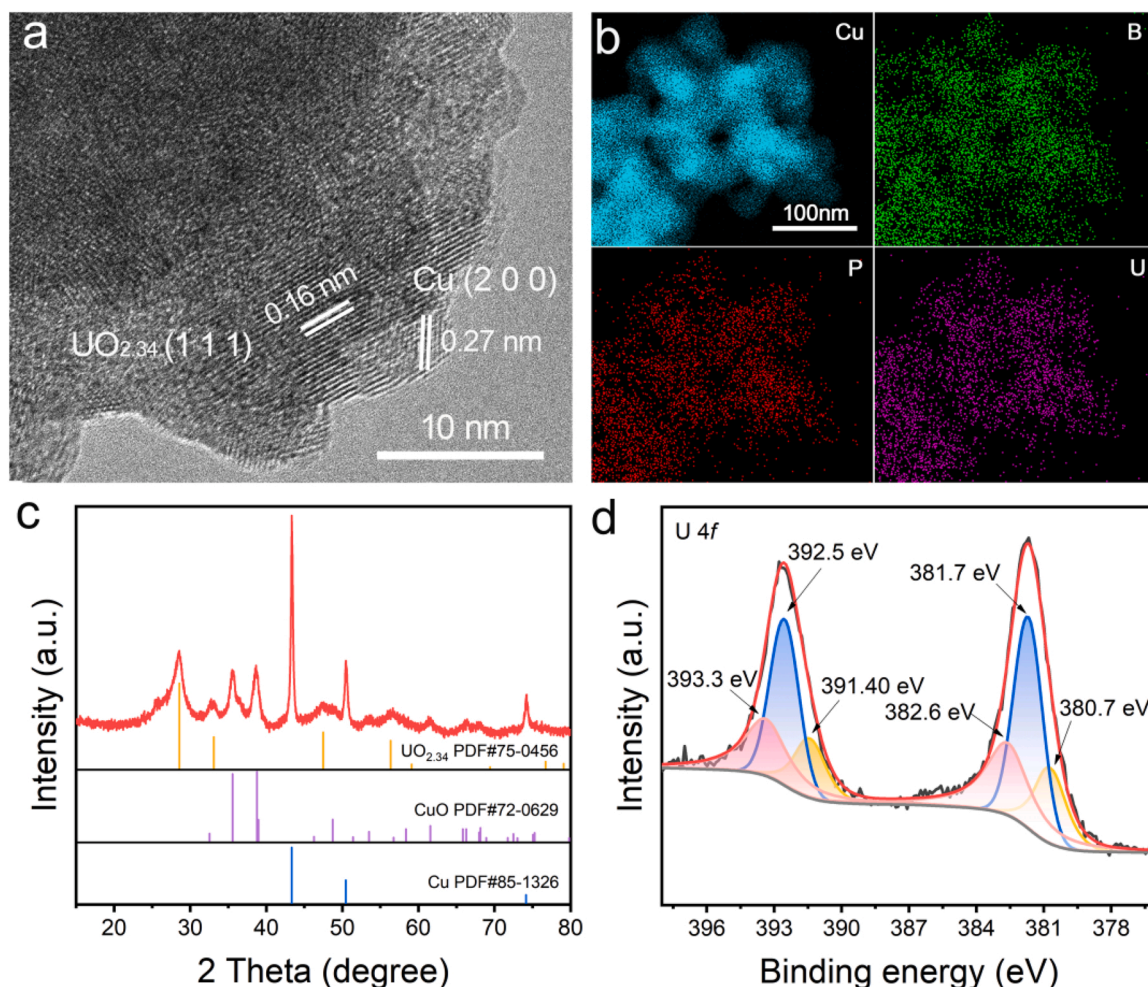 a
0.16 nm
Cu (2 0 0)
UO2.34 (1 1 1)
0.27 nm
10 nm
b
Cu
100nm
B
P
U
c
Intensity (a.u.)
UO2.34 PDF#75-0456
CuO PDF#72-0629
Cu PDF#85-1326
20 30 40 50 60 70 80
2 Theta (degree)
d
U 4f
Intensity (a.u.)
392.5 eV
381.7 eV
393.3 eV
391.40 eV
382.6 eV
380.7 eV
396 393 390 387 384 381 378
Binding energy (eV)